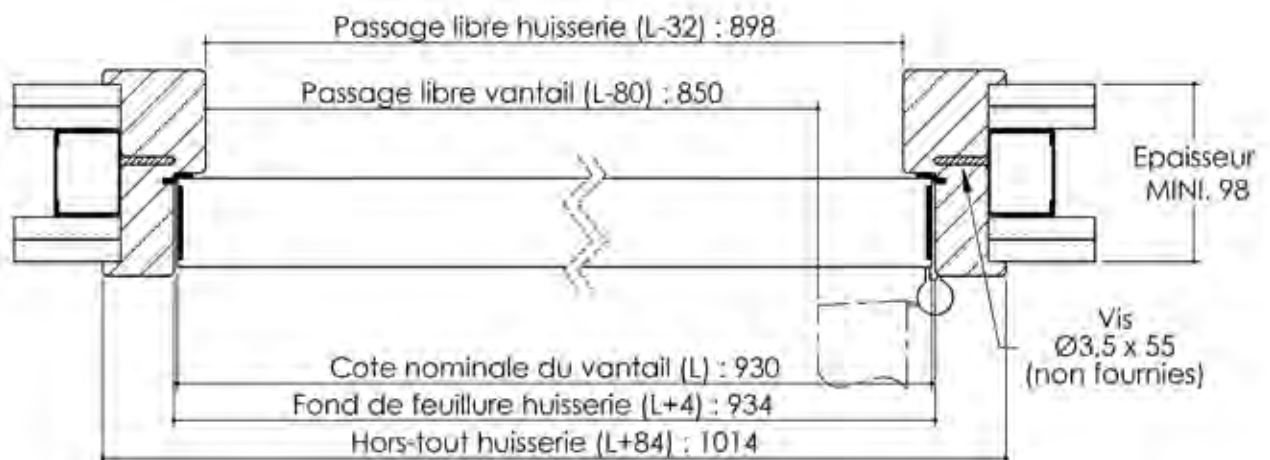 Passage libre huisserie (L-32) : 898
Passage libre vantail (L-80) : 850
Epaisseur
MINI. 98
Vis
Ø3,5 x 55
(non fournies)
Cote nominale du vantail (L) : 930
Fond de feuillure huisserie (L+4) : 934
Hors-tout huisserie (L+84) : 1014